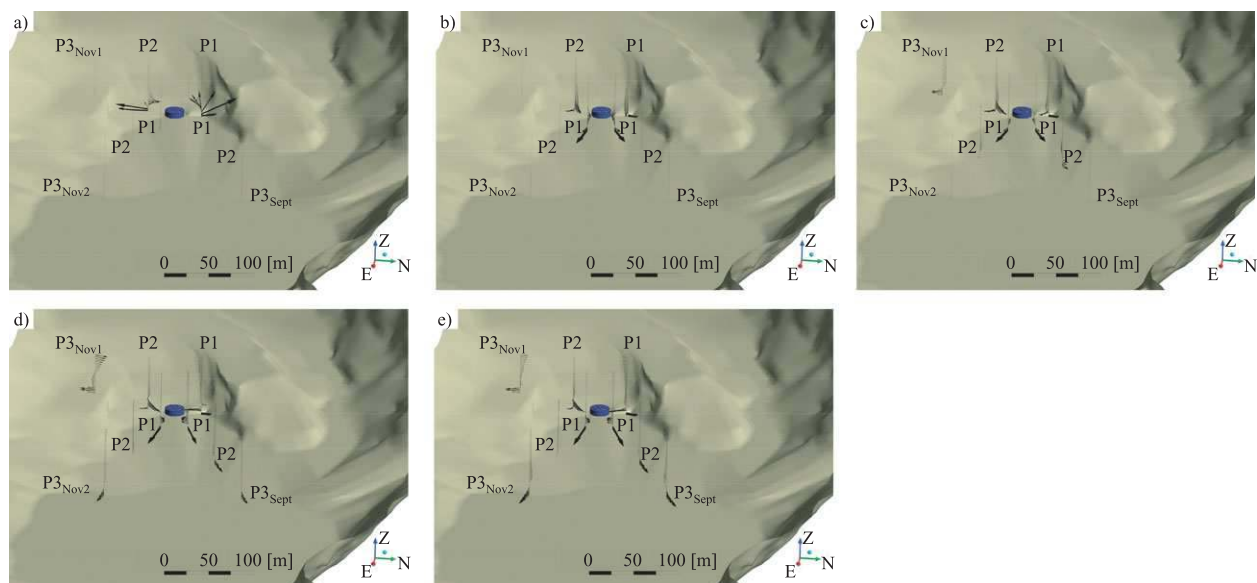 a)
P3Nov1 P2 P1
P1 P1
P2 P2
P3Nov2 P3Sept
0 50 100 [m]
Z
N
E
b)
P3Nov1 P2 P1
P1 P1
P2 P2
P3Nov2 P3Sept
0 50 100 [m]
Z
N
E
c)
P3Nov1 P2 P1
P1 P1
P2 P2
P3Nov2 P3Sept
0 50 100 [m]
Z
N
E
d)
P3Nov1 P2 P1
P1 P1
P2 P2
P3Nov2 P3Sept
0 50 100 [m]
Z
N
E
e)
P3Nov1 P2 P1
P1 P1
P2 P2
P3Nov2 P3Sept
0 50 100 [m]
Z
N
E